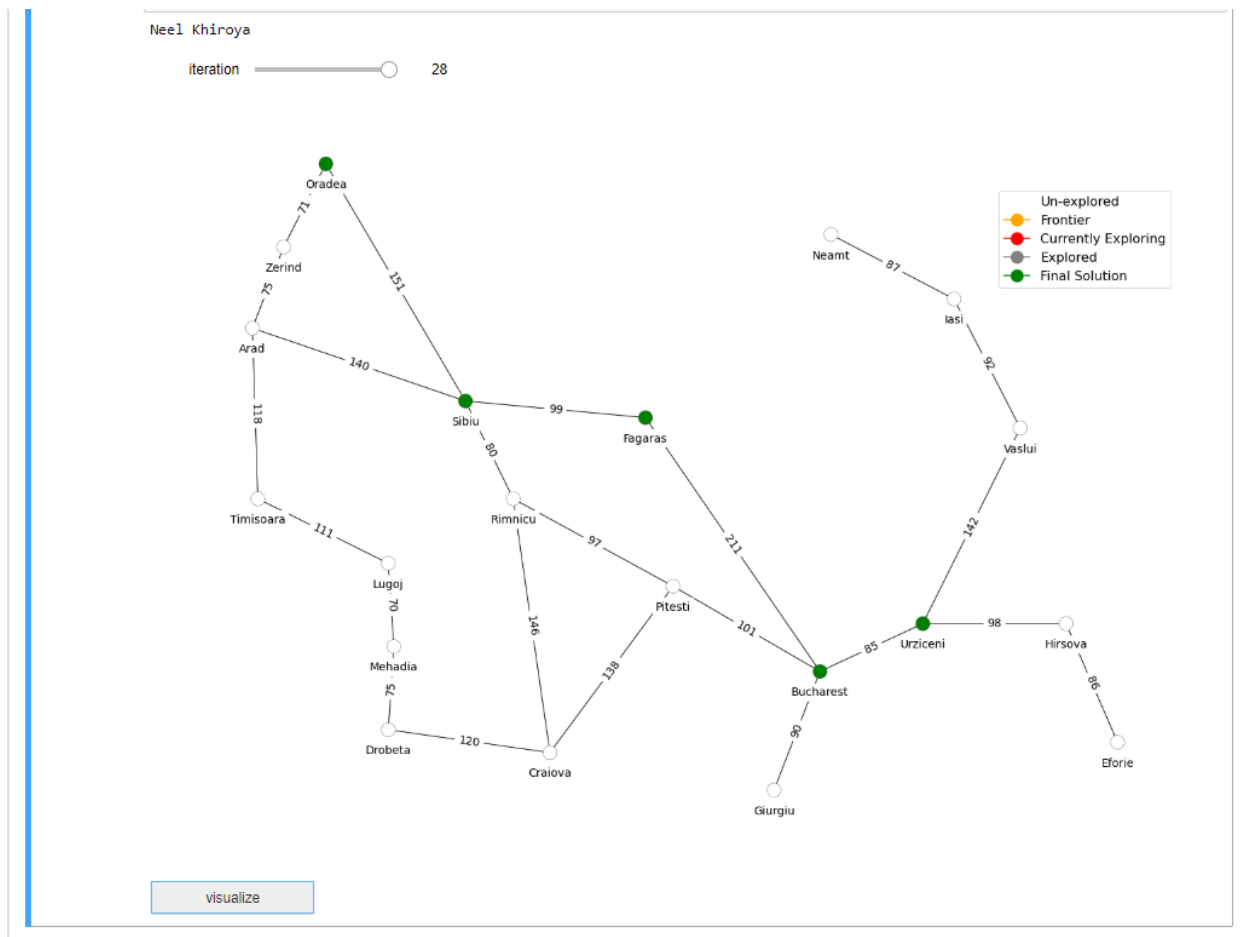 Neel Khiroya
iteration 28
Oradea
71
Un-explored
Frontier
Currently Exploring
Explored
Final Solution
Neamt
87
Zerind
151
75
Iasi
Arad
140
92
118
99
Sibiu
Fagaras
80
Vaslui
Timisoara
111
Rimnicu
97
211
142
Lugoj
70
Pitesti
146
101
98
138
85
Urziceni
Hirsova
Mehadia
75
Bucharest
86
90
Drobeta
120
Craiova
Eforie
Giurgiu
visualize